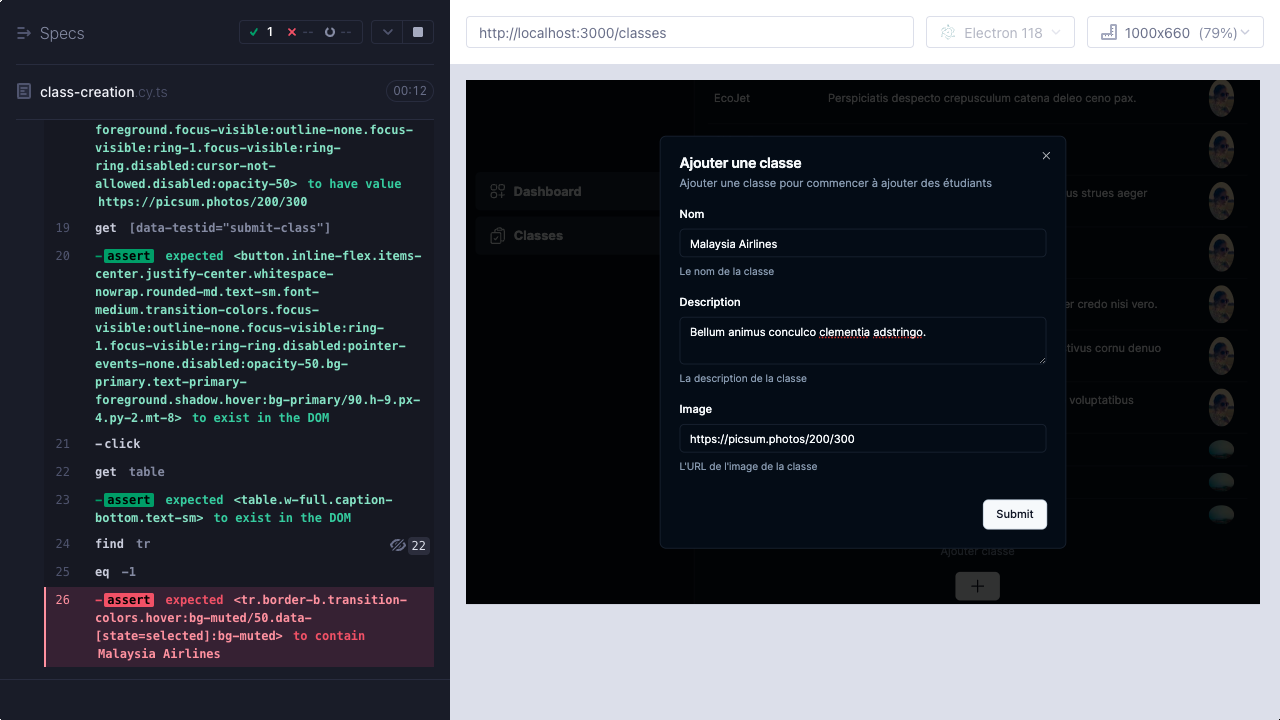 Specs
1
--
--
class-creation.cy.ts
00:12
foreground.focus-visible:outline-none.focus-
visible:ring-1.focus-visible:ring-
ring.disabled:cursor-not-
allowed.disabled:opacity-50> to have value
https://picsum.photos/200/300
19 get [data-testid="submit-class"]
20 -assert expected <button.inline-flex.items-
center.justify-center.whitespace-
nowrap.rounded-md.text-sm.font-
medium.transition-colors.focus-
visible:outline-none.focus-visible:ring-
1.focus-visible:ring-ring.disabled:pointer-
events-none.disabled:opacity-50.bg-
primary.text-primary-
foreground.shadow.hover:bg-primary/90.h-9.px-
4.py-2.mt-8> to exist in the DOM
21 -click
22 get table
23 -assert expected <table.w-full.caption-
bottom.text-sm> to exist in the DOM
24 find tr 22
25 eq -1
26 -assert expected <tr.border-b.transition-
colors.hover:bg-muted/50.data-
[state=selected]:bg-muted> to contain
Malaysia Airlines
http://localhost:3000/classes
Electron 118
1000x660 (79%)
EcoJet Perspiciatis despecto crepusculum catena deleo ceno pax.
Dashboard
Classes
us strues aeger
er credo nisi vero.
tivus cornu denuo
voluptatibus
Ajouter une classe
Ajouter une classe pour commencer à ajouter des étudiants
Nom
Malaysia Airlines
Le nom de la classe
Description
Bellum animus conculco clementia adstringo.
La description de la classe
Image
https://picsum.photos/200/300
L'URL de l'image de la classe
Submit
Ajouter classe